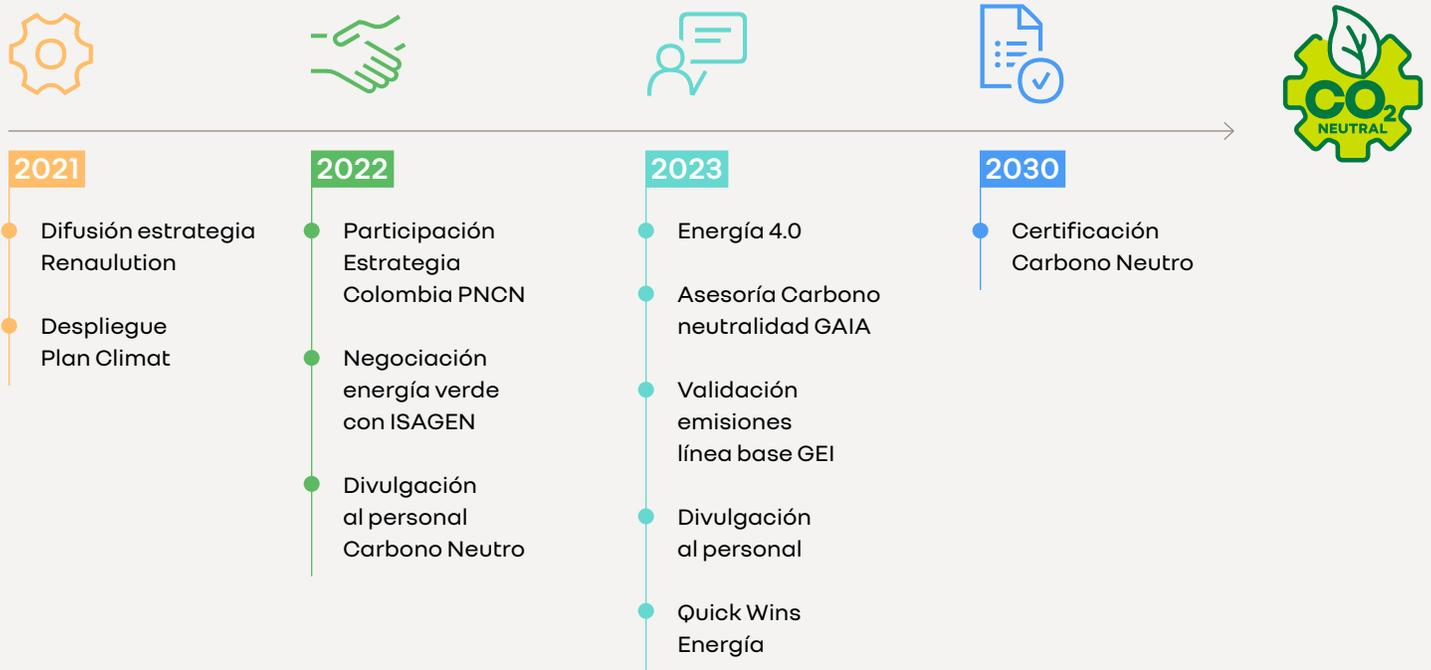 CO2
NEUTRAL
2021
Difusión estrategia
Renaulution
Despliegue
Plan Climat
2022
Participación
Estrategia
Colombia PNCN
Negociación
energía verde
con ISAGEN
Divulgación
al personal
Carbono Neutro
2023
Energía 4.0
Asesoría Carbono
neutralidad GAIA
Validación
emisiones
línea base GEI
Divulgación
al personal
Quick Wins
Energía
2030
Certificación
Carbono Neutro